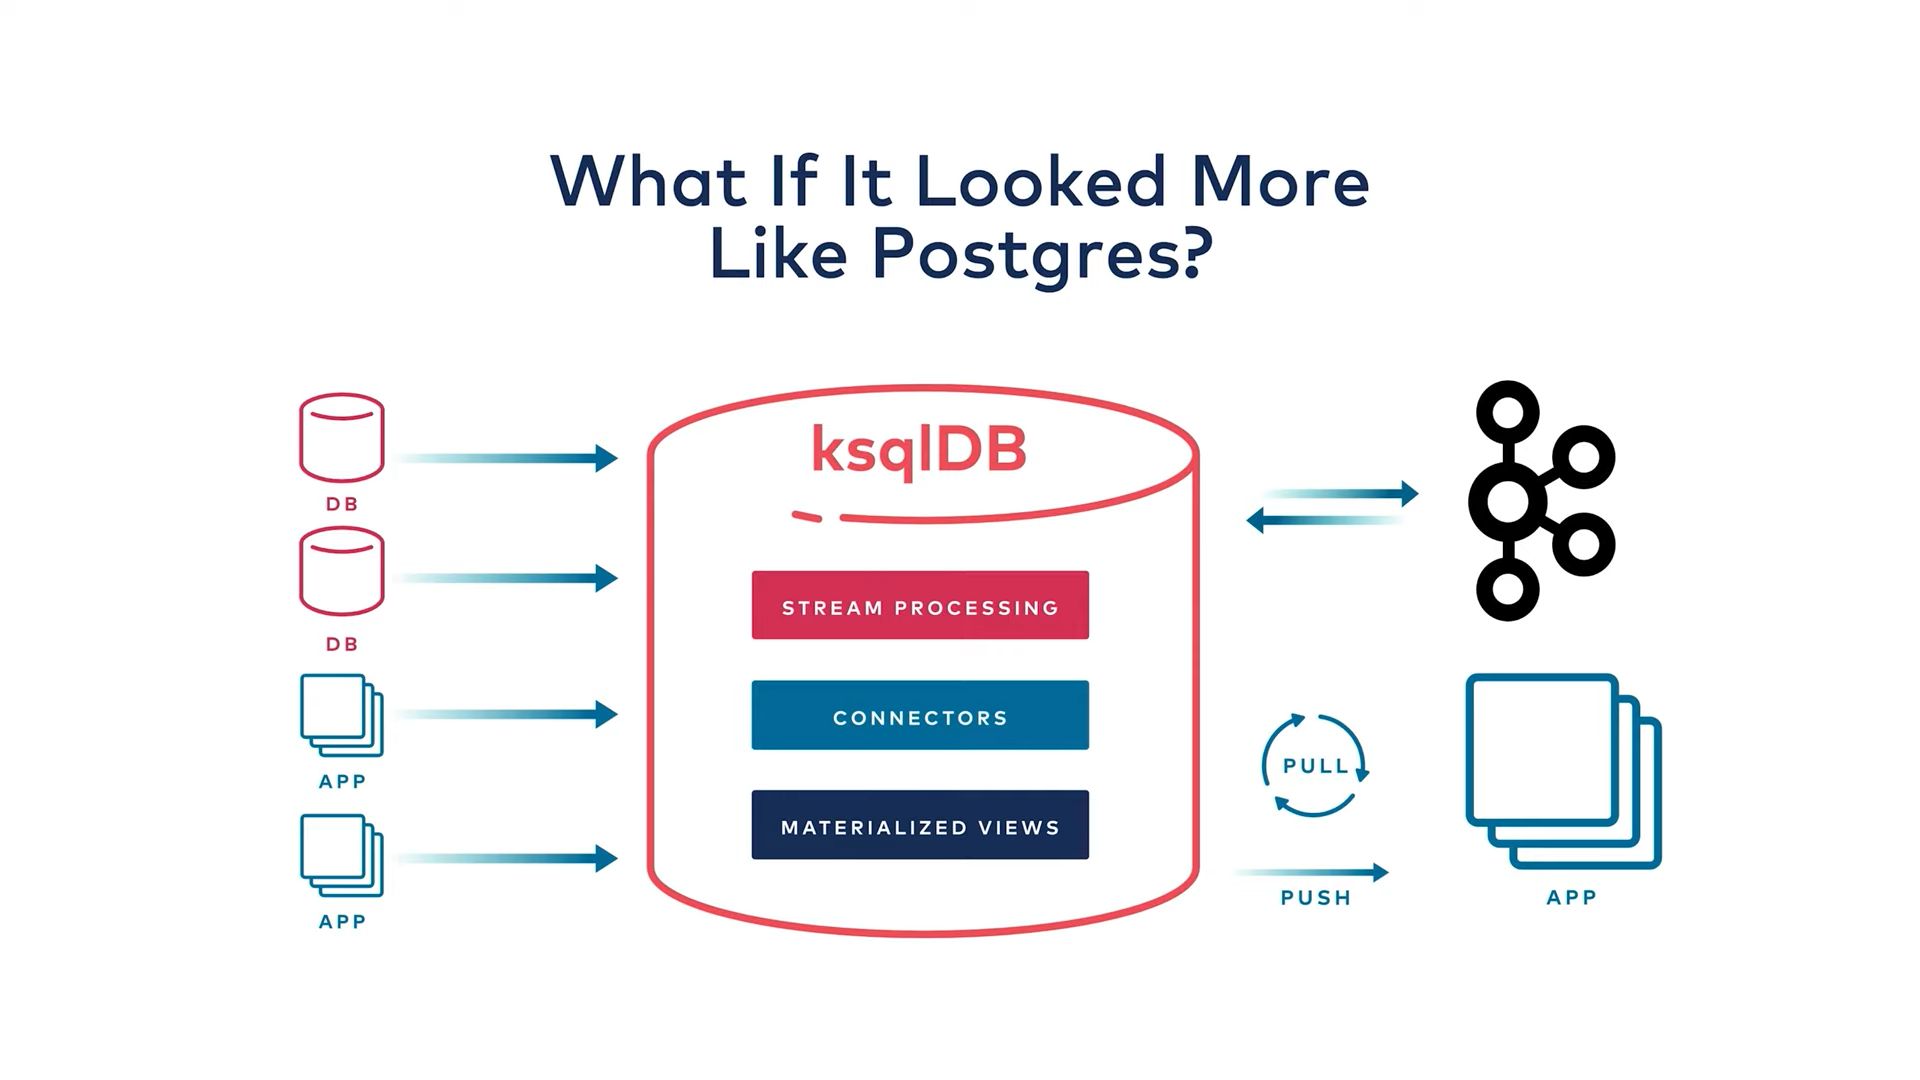 What If It Looked More
Like Postgres?
DB
DB
APP
APP
ksqlDB
STREAM PROCESSING
CONNECTORS
MATERIALIZED VIEWS
PULL
PUSH
APP